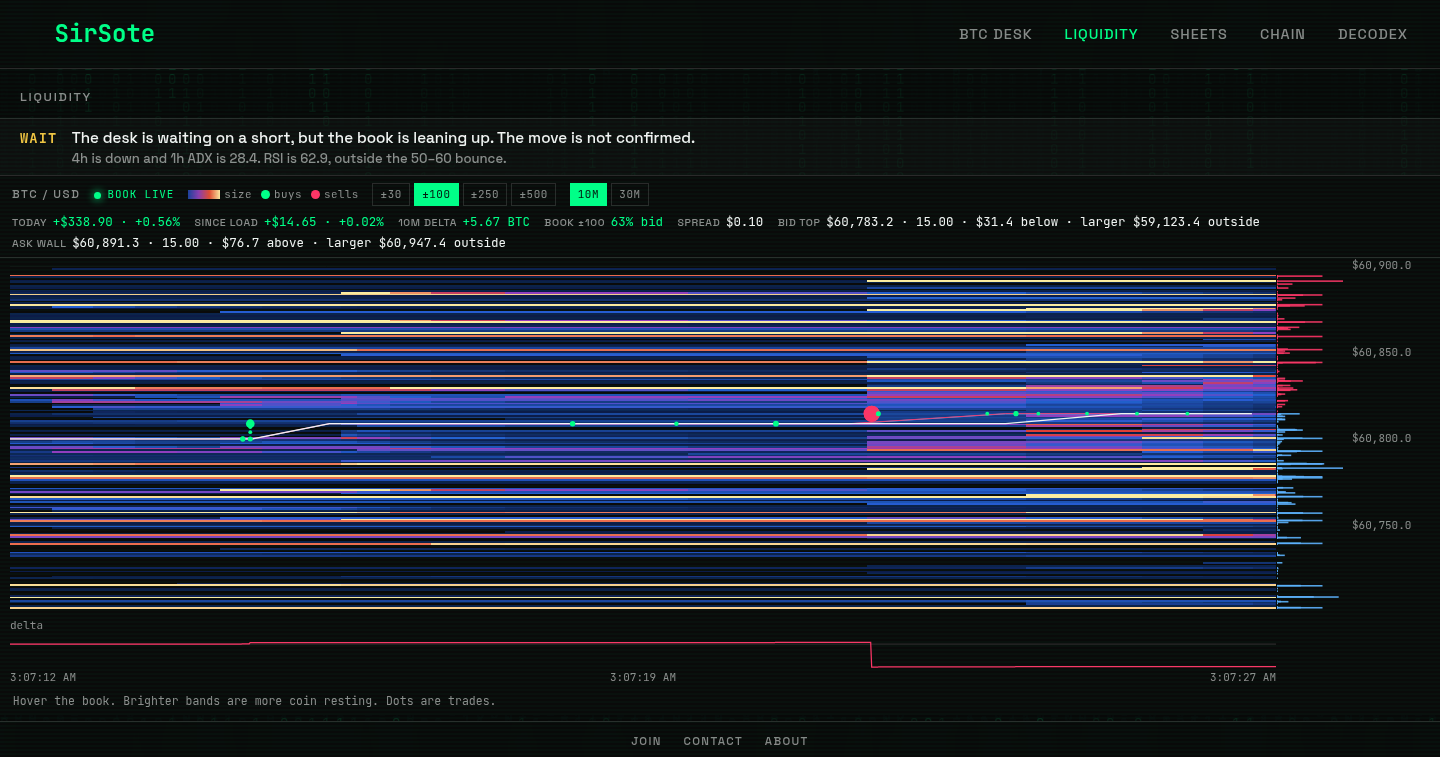 SirSote
BTC DESK LIQUIDITY SHEETS CHAIN DECODEX
LIQUIDITY
WAIT The desk is waiting on a short, but the book is leaning up. The move is not confirmed.
4h is down and 1h ADX is 28.4. RSI is 62.9, outside the 50–60 bounce.
BTC / USD BOOK LIVE size buys sells ±30 ±100 ±250 ±500 10M 30M
TODAY +$338.90 · +0.56% SINCE LOAD +$14.65 · +0.02% 10M DELTA +5.67 BTC BOOK ±100 63% bid SPREAD $0.10 BID TOP $60,783.2 · 15.00 · $31.4 below · larger $59,123.4 outside
ASK WALL $60,891.3 · 15.00 · $76.7 above · larger $60,947.4 outside
$60,900.0
$60,850.0
$60,800.0
$60,750.0
delta
3:07:12 AM 3:07:19 AM 3:07:27 AM
Hover the book. Brighter bands are more coin resting. Dots are trades.
JOIN CONTACT ABOUT